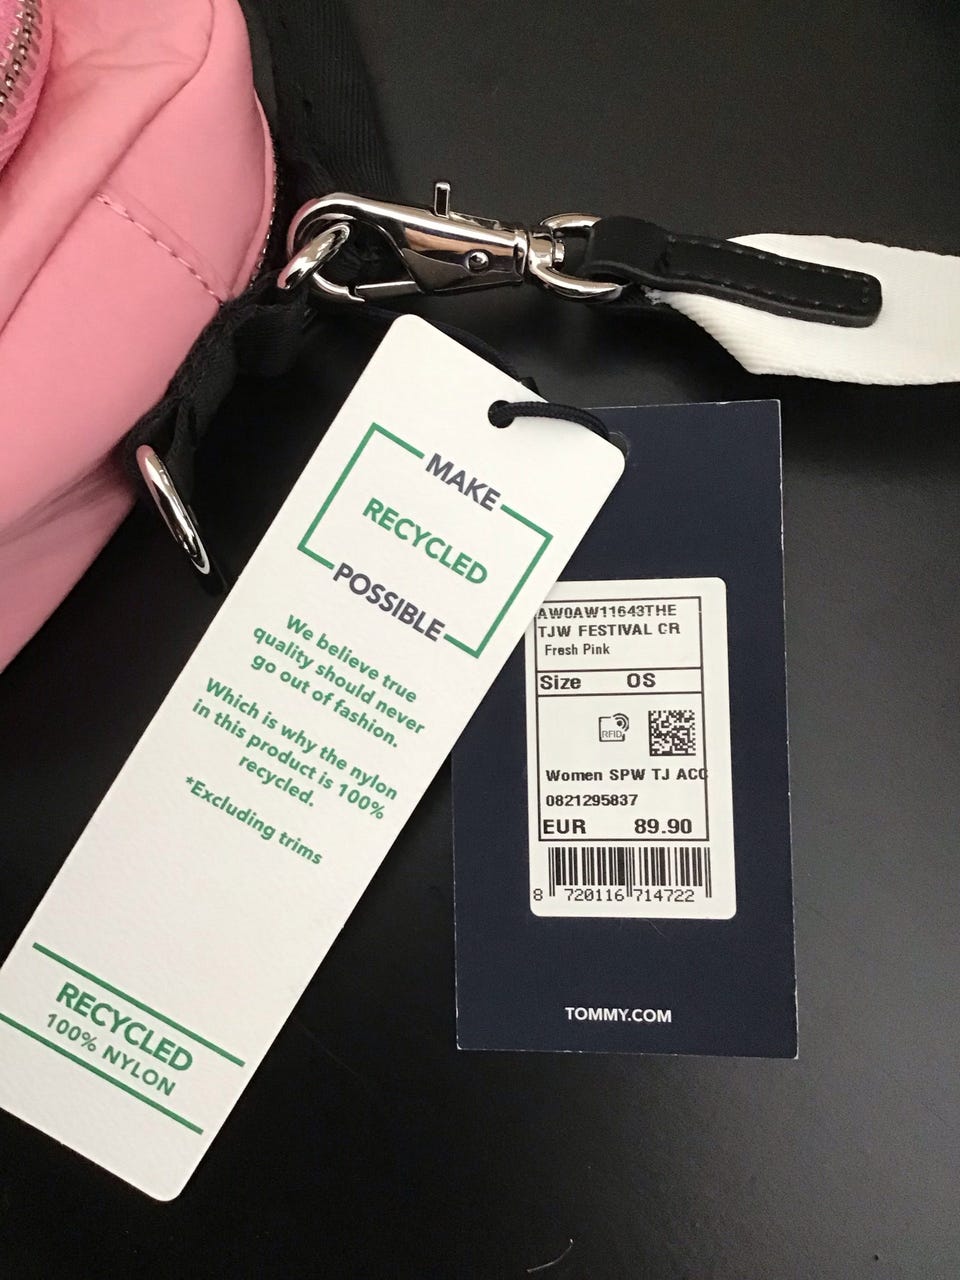 MAKE
RECYCLED
POSSIBLE
We believe true
quality should never
go out of fashion.
Which is why the nylon
in this product is 100%
recycled.
*Excluding trims
RECYCLED
100% NYLON
AW0AW11643THE
TJW FESTIVAL CR
Fresh Pink
Size OS
RFID
Women SPW TJ ACC
0821295837
EUR 89.90
8 720116 714722
TOMMY.COM